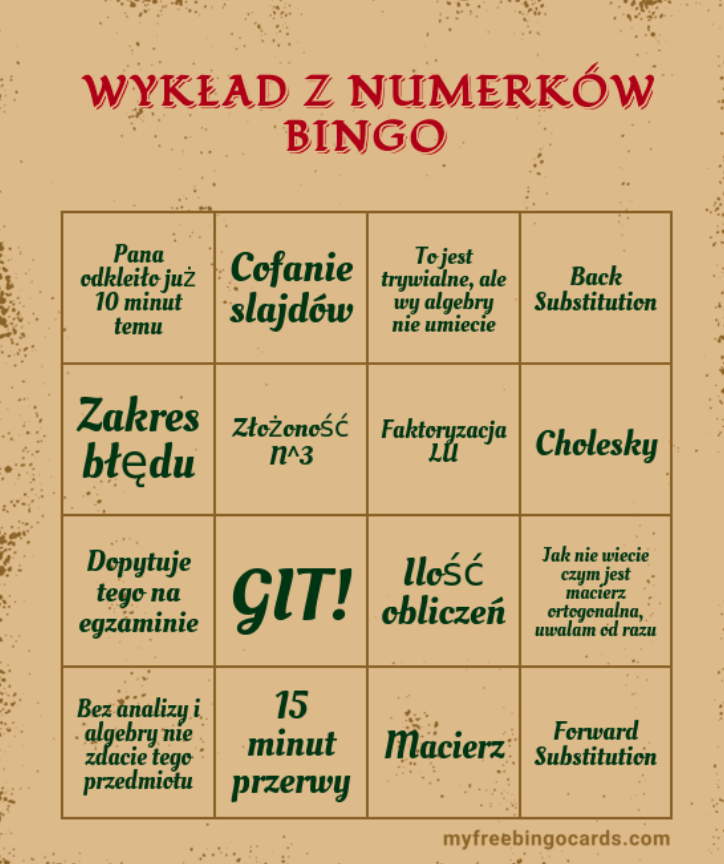 WYKŁAD Z NUMERKÓW
BINGO
Pana
odkleiło już
10 minut
temu
Cofanie
slajdów
To jest
trywialne, ale
wy algebry
nie umiecie
Back
Substitution
Zakres
błędu
Złożoność
N^3
Faktoryzacja
LU
Cholesky
Dopytuje
tego na
egzaminie
GIT!
Ilość
obliczeń
Jak nie wiecie
czym jest
macierz
ortogonalna,
uwalam od razu
Bez analizy i
algebry nie
zdacie tego
przedmiotu
15
minut
przerwy
Macierz
Forward
Substitution
myfreebingocards.com